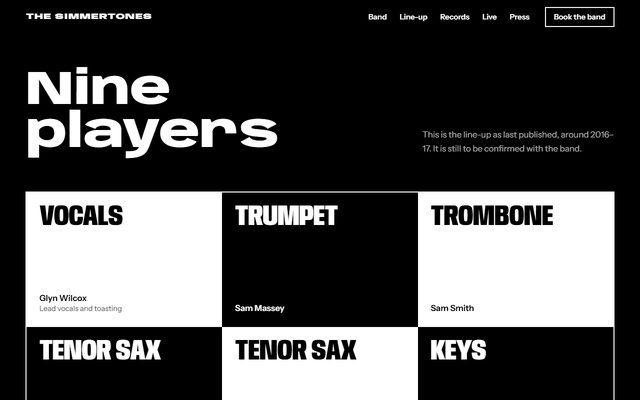 THE SIMMERTONES
Band Line-up Records Live Press Book the band
Nine
players
This is the line-up as last published, around 2016–
17. It is still to be confirmed with the band.
VOCALS
Glyn Wilcox
Lead vocals and toasting
TRUMPET
Sam Massey
TROMBONE
Sam Smith
TENOR SAX
TENOR SAX
KEYS